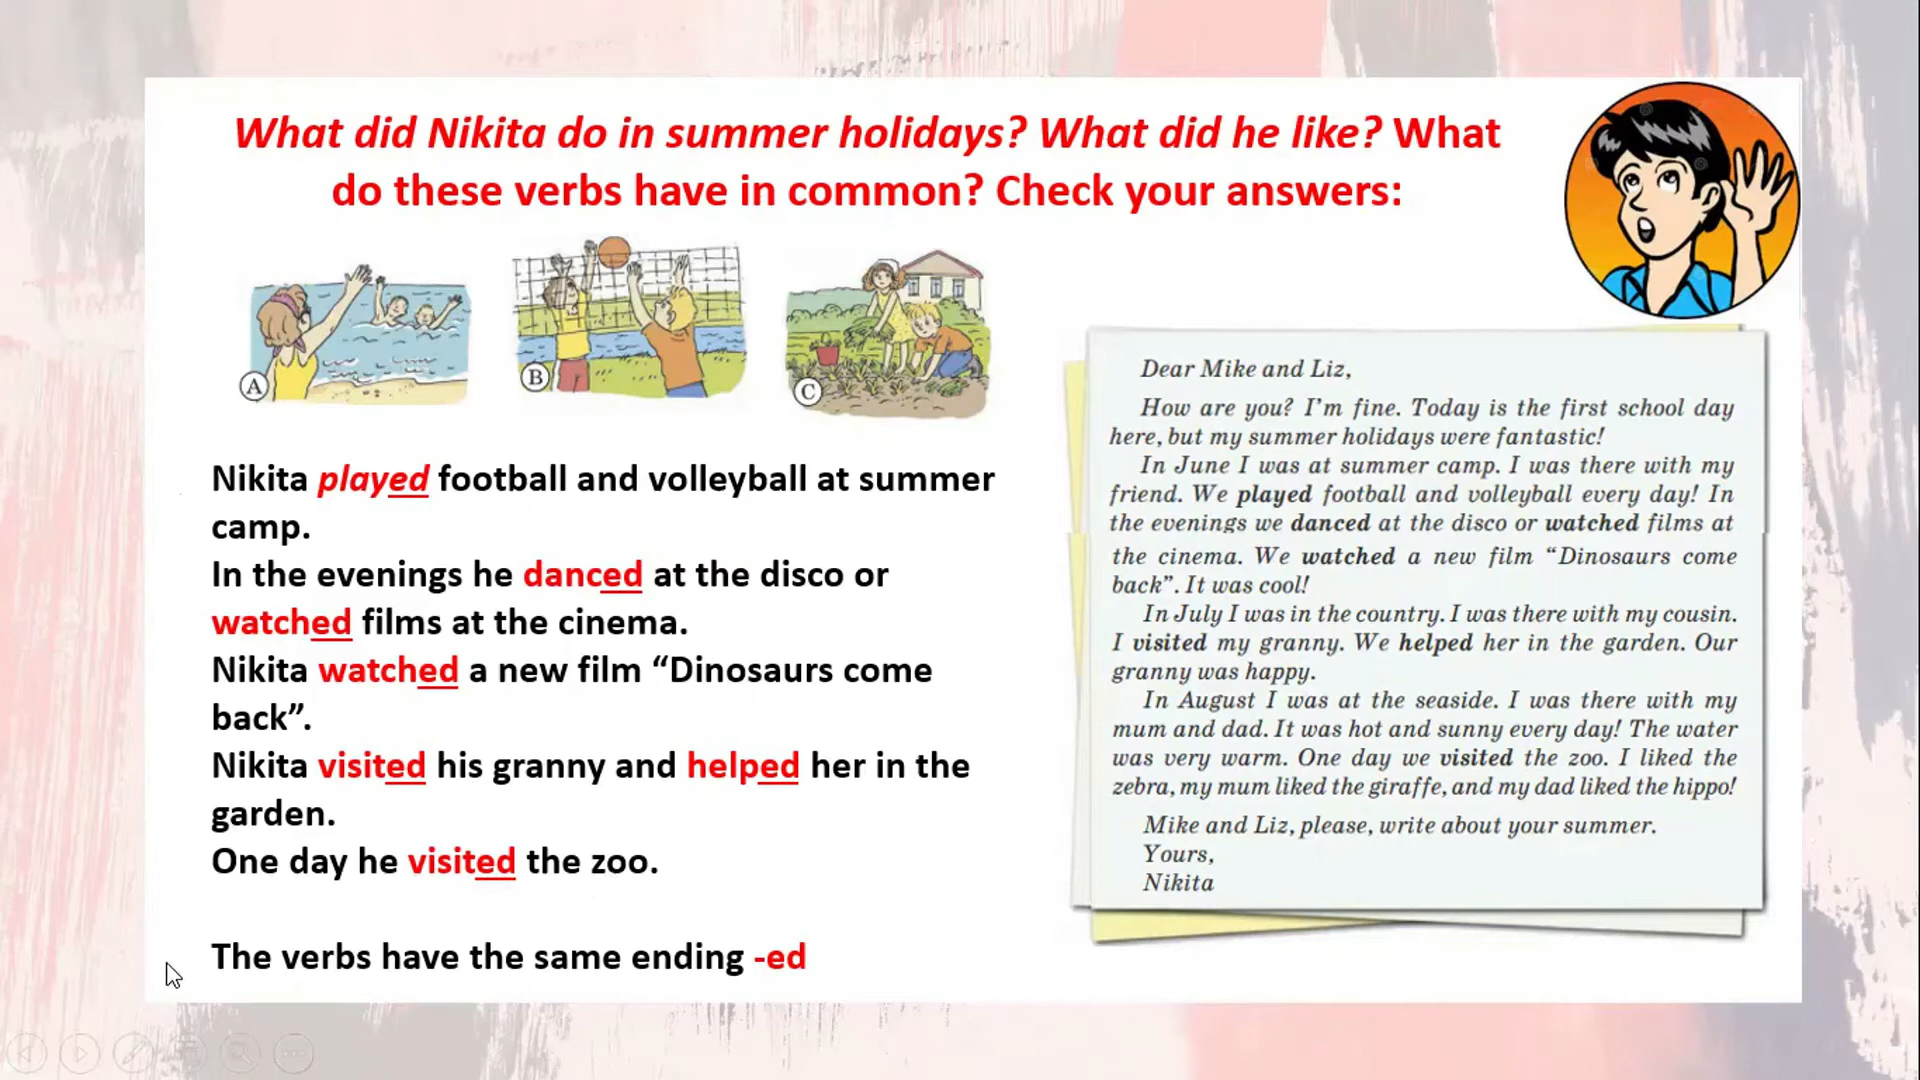 What did Nikita do in summer holidays? What did he like? What
do these verbs have in common? Check your answers:
A
B
C
Nikita played football and volleyball at summer
camp.
In the evenings he danced at the disco or
watched films at the cinema.
Nikita watched a new film “Dinosaurs come
back”.
Nikita visited his granny and helped her in the
garden.
One day he visited the zoo.
The verbs have the same ending -ed
Dear Mike and Liz,
How are you? I’m fine. Today is the first school day
here, but my summer holidays were fantastic!
In June I was at summer camp. I was there with my
friend. We played football and volleyball every day! In
the evenings we danced at the disco or watched films at
the cinema. We watched a new film “Dinosaurs come
back”. It was cool!
In July I was in the country. I was there with my cousin.
I visited my granny. We helped her in the garden. Our
granny was happy.
In August I was at the seaside. I was there with my
mum and dad. It was hot and sunny every day! The water
was very warm. One day we visited the zoo. I liked the
zebra, my mum liked the giraffe, and my dad liked the hippo!
Mike and Liz, please, write about your summer.
Yours,
Nikita